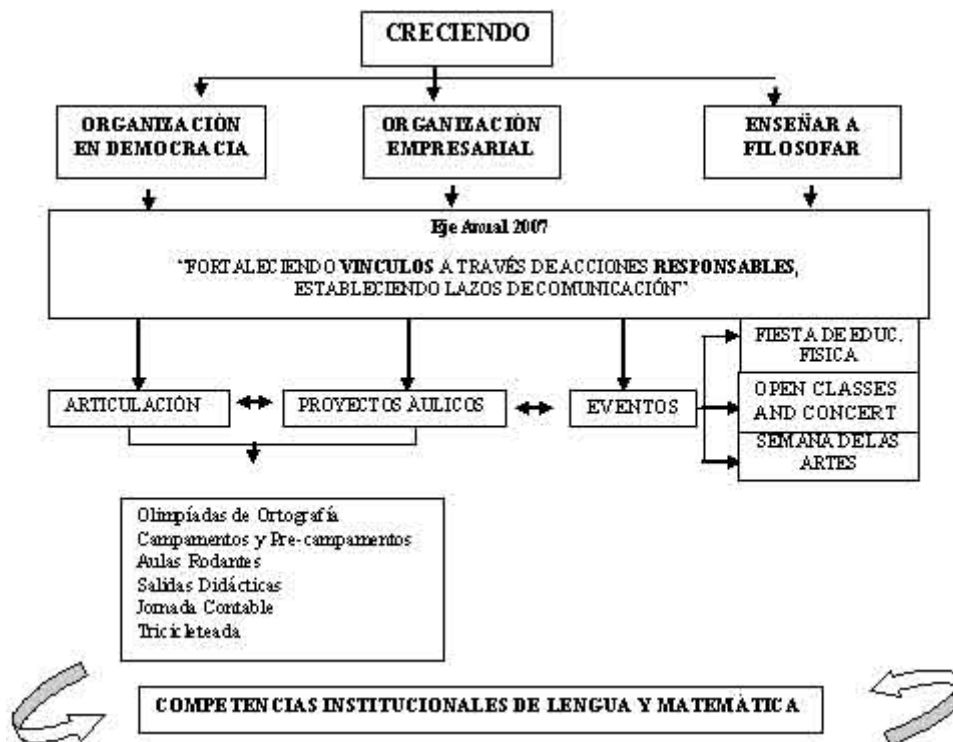 CRECIENDO
ORGANIZACIÓN
EN DEMOCRACIA
ORGANIZACIÓN
EMPRESARIAL
ENSEÑAR A
FILOSOFAR
Eje Anual 2007
“FORTALECIENDO VINCULOS A TRAVÉS DE ACCIONES RESPONSABLES,
ESTABLECIENDO LAZOS DE COMUNICACIÓN”
ARTICULACIÓN
PROYECTOS ÁULICOS
EVENTOS
FIESTA DE EDUC.
FISICA
OPEN CLASSES
AND CONCERT
SEMANA DE LAS
ARTES
Olimpíadas de Ortografía
Campamentos y Pre-campamentos
Aulas Rodantes
Salidas Didácticas
Jornada Contable
Tricicleteada
COMPETENCIAS INSTITUCIONALES DE LENGUA Y MATEMÁTICA